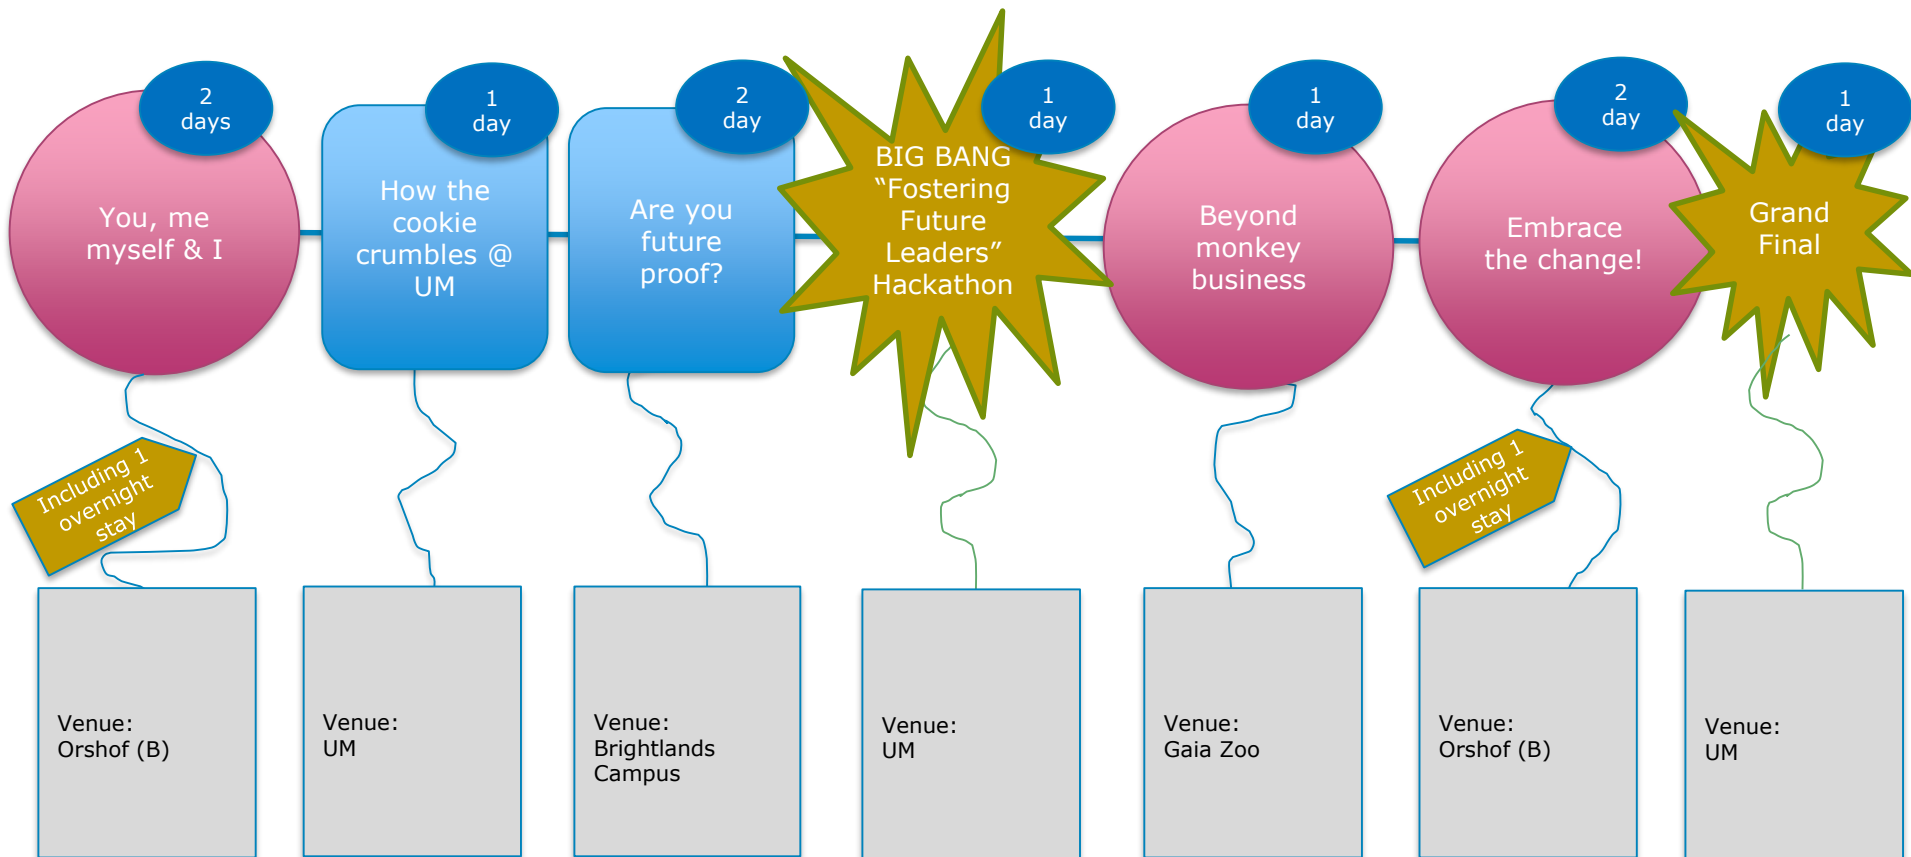 2
days
You, me
myself & I
1
day
How the
cookie
crumbles @
UM
2
day
Are you
future
proof?
1
day
BIG BANG
“Fostering
Future
Leaders”
Hackathon
1
day
Beyond
monkey
business
2
day
Embrace
the change!
1
day
Grand
Final
Including 1
overnight
stay
Including 1
overnight
stay
Venue:
Orshof (B)
Venue:
UM
Venue:
Brightlands
Campus
Venue:
UM
Venue:
Gaia Zoo
Venue:
Orshof (B)
Venue:
UM